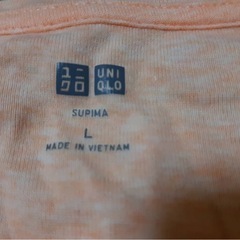 ユニ UNI
クロ QLO
SUPIMA
L
MADE IN VIETNAM